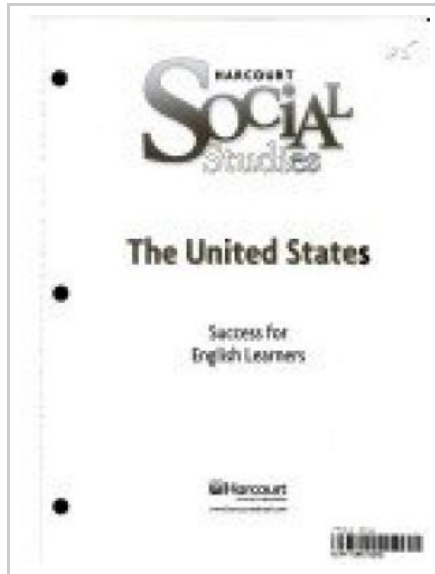 HARCOURT
SOCiAL
Studies
The United States
Success for
English Learners
Harcourt